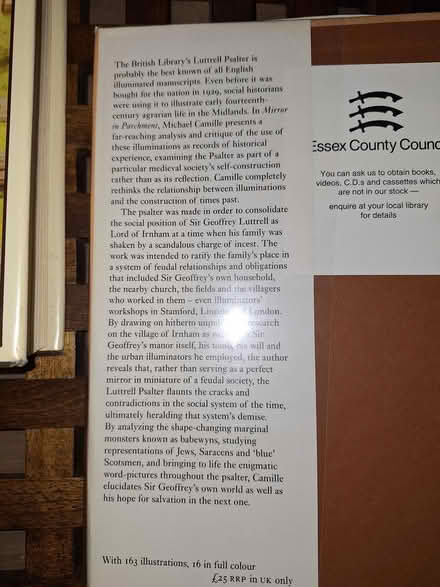 The British Library's Luttrell Psalter is
probably the best known of all English
illuminated manuscripts. Even before it was
bought for the nation in 1929, social historians
were using it to illustrate early fourteenth-
century agrarian life in the Midlands. In Mirror
in Parchment, Michael Camille presents a
far-reaching analysis and critique of the use of
these illuminations as records of historical
experience, examining the Psalter as part of a
particular medieval society's self-construction
rather than as its reflection. Camille completely
rethinks the relationship between illuminations
and the construction of times past.
The psalter was made in order to consolidate
the social position of Sir Geoffrey Luttrell as
Lord of Irnham at a time when his family was
shaken by a scandalous charge of incest. The
work was intended to ratify the family's place in
a system of feudal relationships and obligations
that included Sir Geoffrey's own household,
the nearby church, the fields and the villagers
who worked in them – even illuminators'
workshops in Stamford, London.
By drawing on hitherto research
on the village of Irnham as Sir
Geoffrey's manor itself, his will and
the urban illuminators he employed, the author
reveals that, rather than serving as a perfect
mirror in miniature of a feudal society, the
Luttrell Psalter flaunts the cracks and
contradictions in the social system of the time,
ultimately heralding that system's demise.
By analyzing the shape-changing marginal
monsters known as babewyns, studying
representations of Jews, Saracens and 'blue'
Scotsmen, and bringing to life the enigmatic
word-pictures throughout the psalter, Camille
elucidates Sir Geoffrey's own world as well as
his hope for salvation in the next one.
With 163 illustrations, 16 in full colour
£25 RRP in UK only
Essex County Counc
You can ask us to obtain books,
videos, C.D.s and cassettes which
are not in our stock —
enquire at your local library
for details